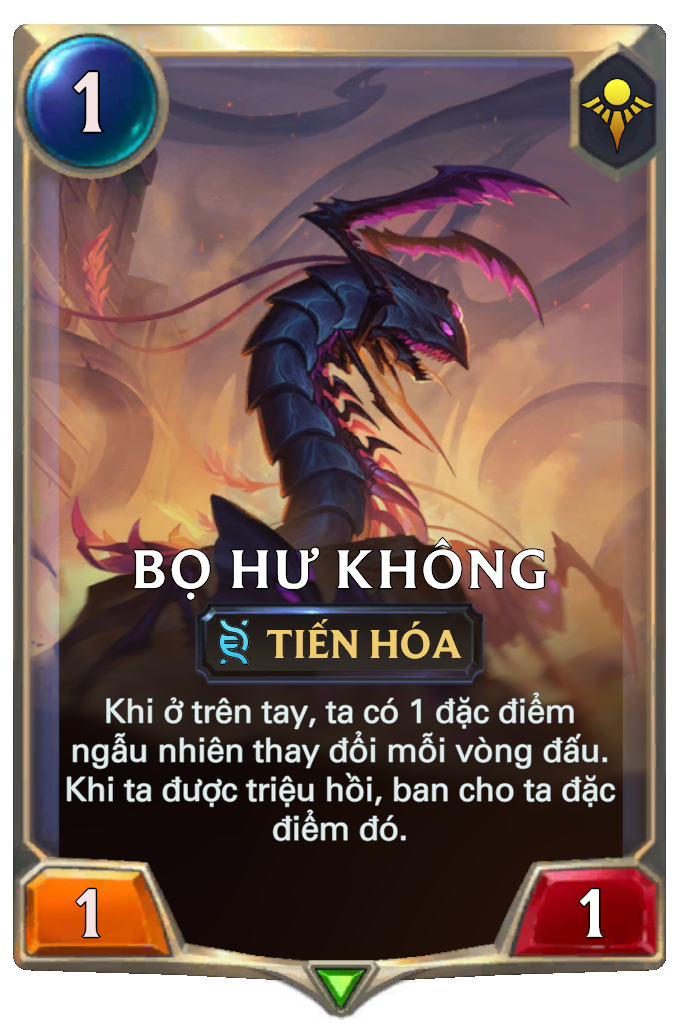 1
BỌ HƯ KHÔNG
TIẾN HÓA
Khi ở trên tay, ta có 1 đặc điểm
ngẫu nhiên thay đổi mỗi vòng đấu.
Khi ta được triệu hồi, ban cho ta đặc
điểm đó.
1
1